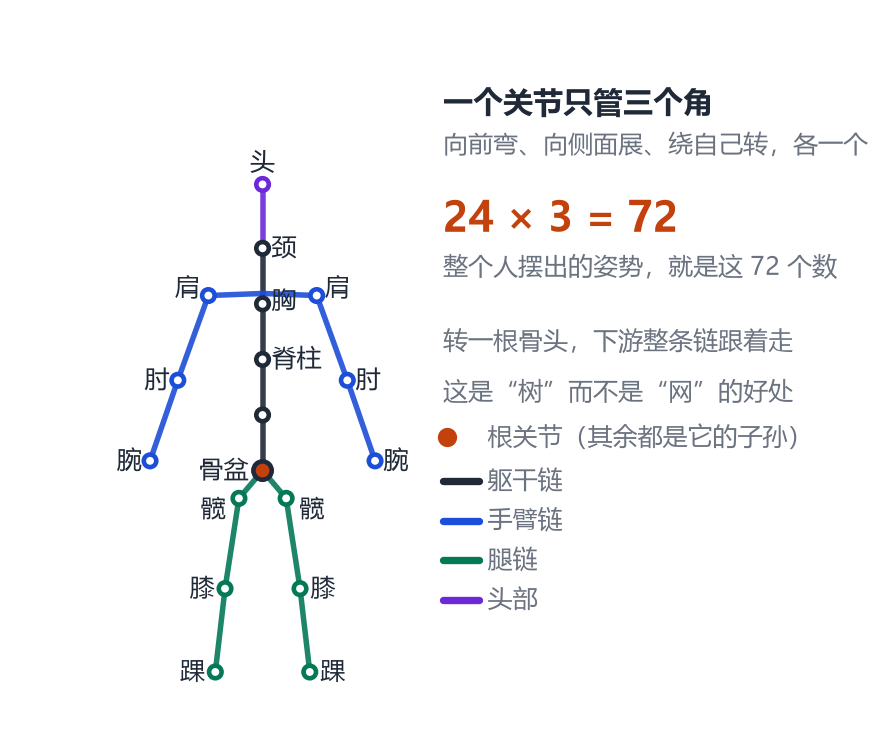 一个关节只管三个角
向前弯、向侧面展、绕自己转，各一个
24 × 3 = 72
整个人摆出的姿势，就是这 72 个数
转一根骨头，下游整条链跟着走
这是“树”而不是“网”的好处
根关节（其余都是它的子孙）
躯干链
手臂链
腿链
头部
头
颈
肩
胸
肩
脊柱
肘
肘
腕
腕
骨盆
髋
髋
膝
膝
踝
踝